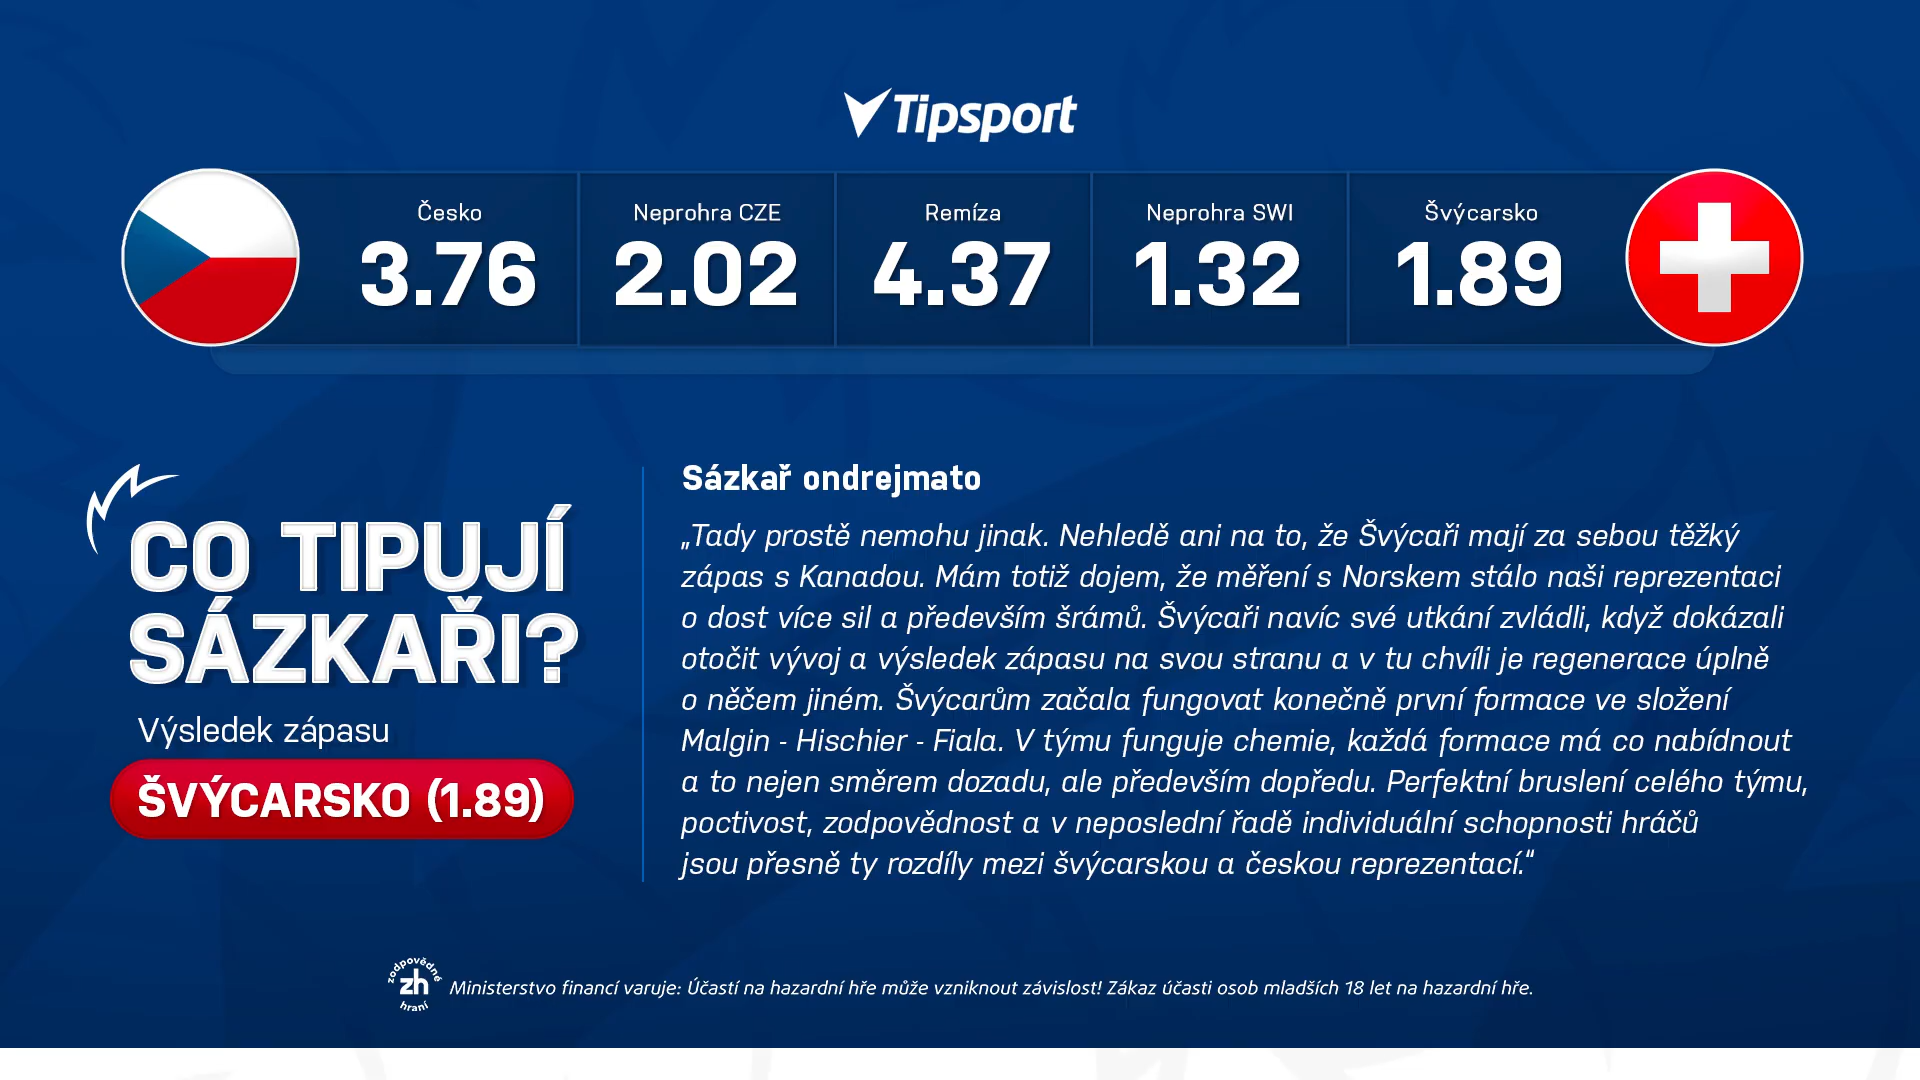 Tipsport
Česko
3.76
Neprohra CZE
2.02
Remíza
4.37
Neprohra SWI
1.32
Švýcarsko
1.89
CO TIPUJÍ
SÁZKAŘI?
Výsledek zápasu
ŠVÝCARSKO (1.89)
Sázkař ondrejmato
„Tady prostě nemohu jinak. Nehledě ani na to, že Švýcaři mají za sebou těžký
zápas s Kanadou. Mám totiž dojem, že měření s Norskem stálo naši reprezentaci
o dost více sil a především šrámů. Švýcaři navíc své utkání zvládli, když dokázali
otočit vývoj a výsledek zápasu na svou stranu a v tu chvíli je regenerace úplně
o něčem jiném. Švýcarům začala fungovat konečně první formace ve složení
Malgin - Hischier - Fiala. V týmu funguje chemie, každá formace má co nabídnout
a to nejen směrem dozadu, ale především dopředu. Perfektní bruslení celého týmu,
poctivost, zodpovědnost a v neposlední řadě individuální schopnosti hráčů
jsou přesně ty rozdíly mezi švýcarskou a českou reprezentací.“
zodpovědné
zh
hraní
Ministerstvo financí varuje: Účastí na hazardní hře může vzniknout závislost! Zákaz účasti osob mladších 18 let na hazardní hře.